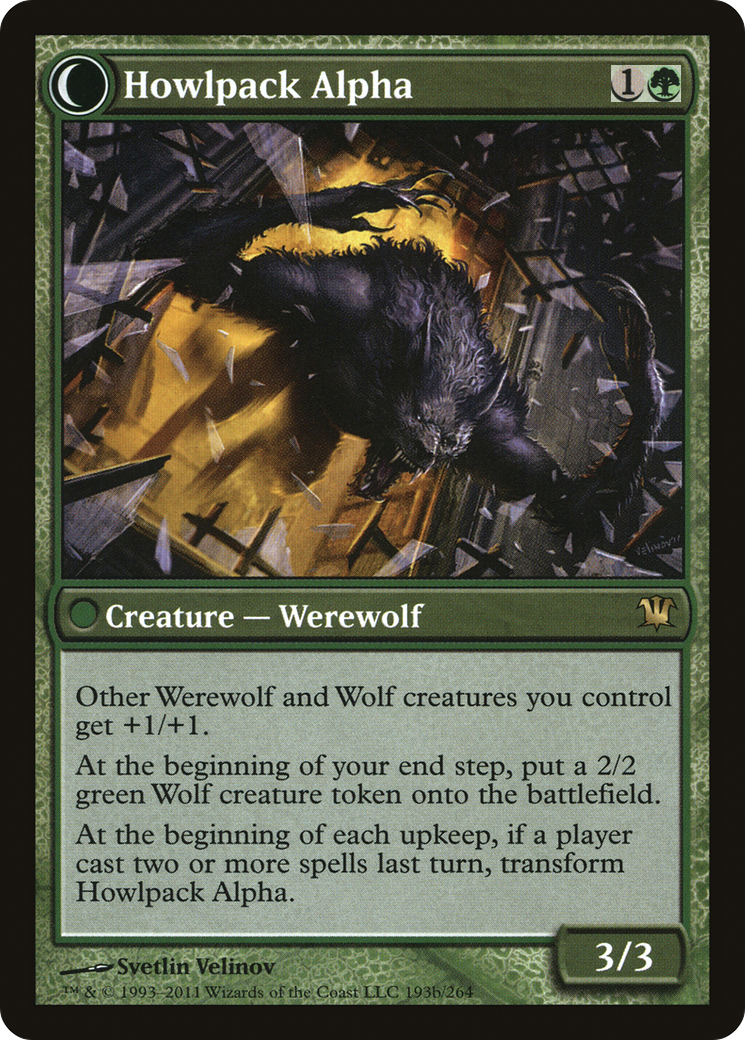 Howlpack Alpha 1
Creature — Werewolf
Other Werewolf and Wolf creatures you control
get +1/+1.
At the beginning of your end step, put a 2/2
green Wolf creature token onto the battlefield.
At the beginning of each upkeep, if a player
cast two or more spells last turn, transform
Howlpack Alpha.
3/3
Svetlin Velinov
™ & © 1993–2011 Wizards of the Coast LLC 193b/264